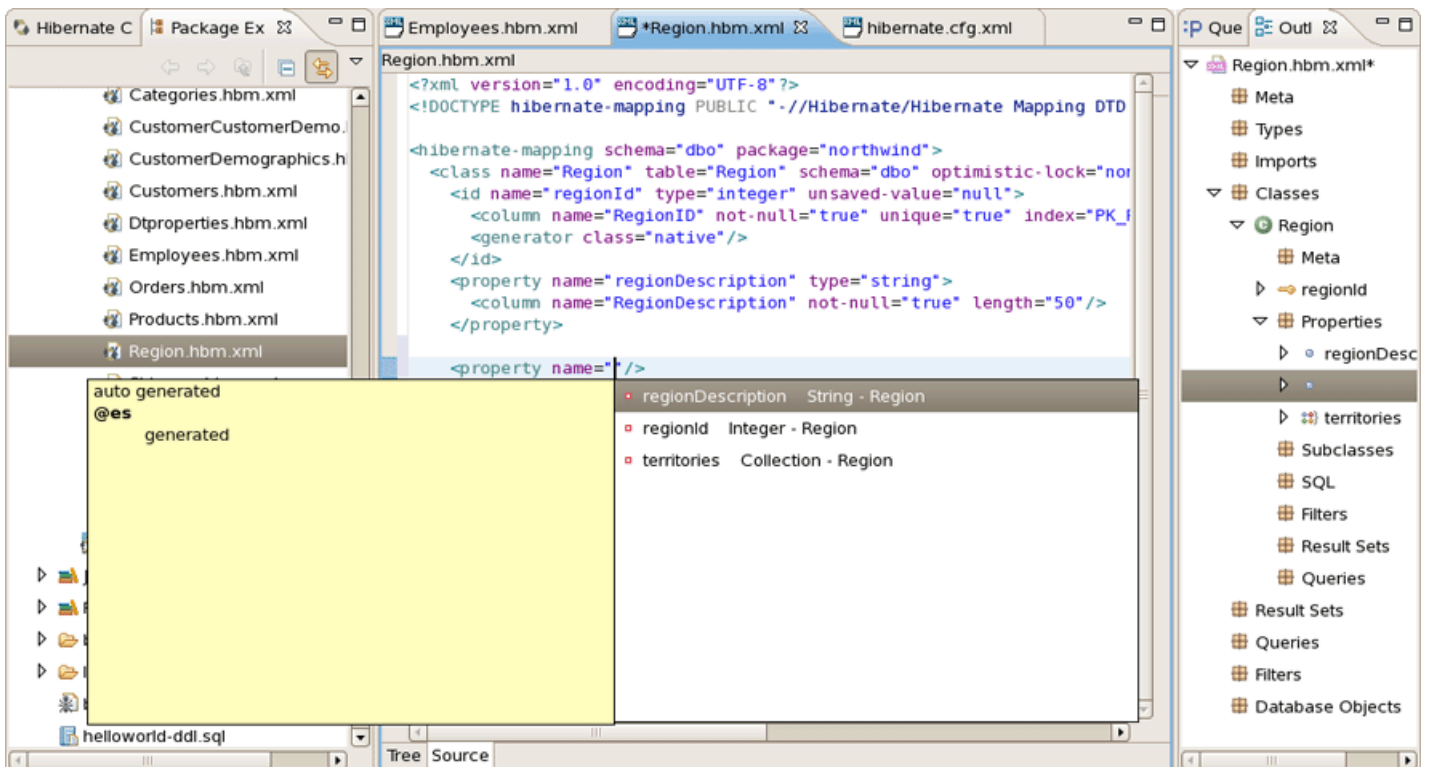 Hibernate C
Package Ex
Categories.hbm.xml
CustomerCustomerDemo.
CustomerDemographics.h
Customers.hbm.xml
Dtproperties.hbm.xml
Employees.hbm.xml
Orders.hbm.xml
Products.hbm.xml
Region.hbm.xml
helloworld-ddl.sql
Employees.hbm.xml
*Region.hbm.xml
hibernate.cfg.xml
Region.hbm.xml
<?xml version="1.0" encoding="UTF-8"?>
<!DOCTYPE hibernate-mapping PUBLIC "-//Hibernate/Hibernate Mapping DTD
<hibernate-mapping schema="dbo" package="northwind">
<class name="Region" table="Region" schema="dbo" optimistic-lock="non
<id name="regionId" type="integer" unsaved-value="null">
<column name="RegionID" not-null="true" unique="true" index="PK_
<generator class="native"/>
</id>
<property name="regionDescription" type="string">
<column name="RegionDescription" not-null="true" length="50"/>
</property>
<property name=""/>
auto generated
@es
generated
regionDescription String - Region
regionId Integer - Region
territories Collection - Region
Tree Source
:P Que
Outl
Region.hbm.xml*
Meta
Types
Imports
Classes
Region
Meta
regionId
Properties
regionDesc
territories
Subclasses
SQL
Filters
Result Sets
Queries
Result Sets
Queries
Filters
Database Objects